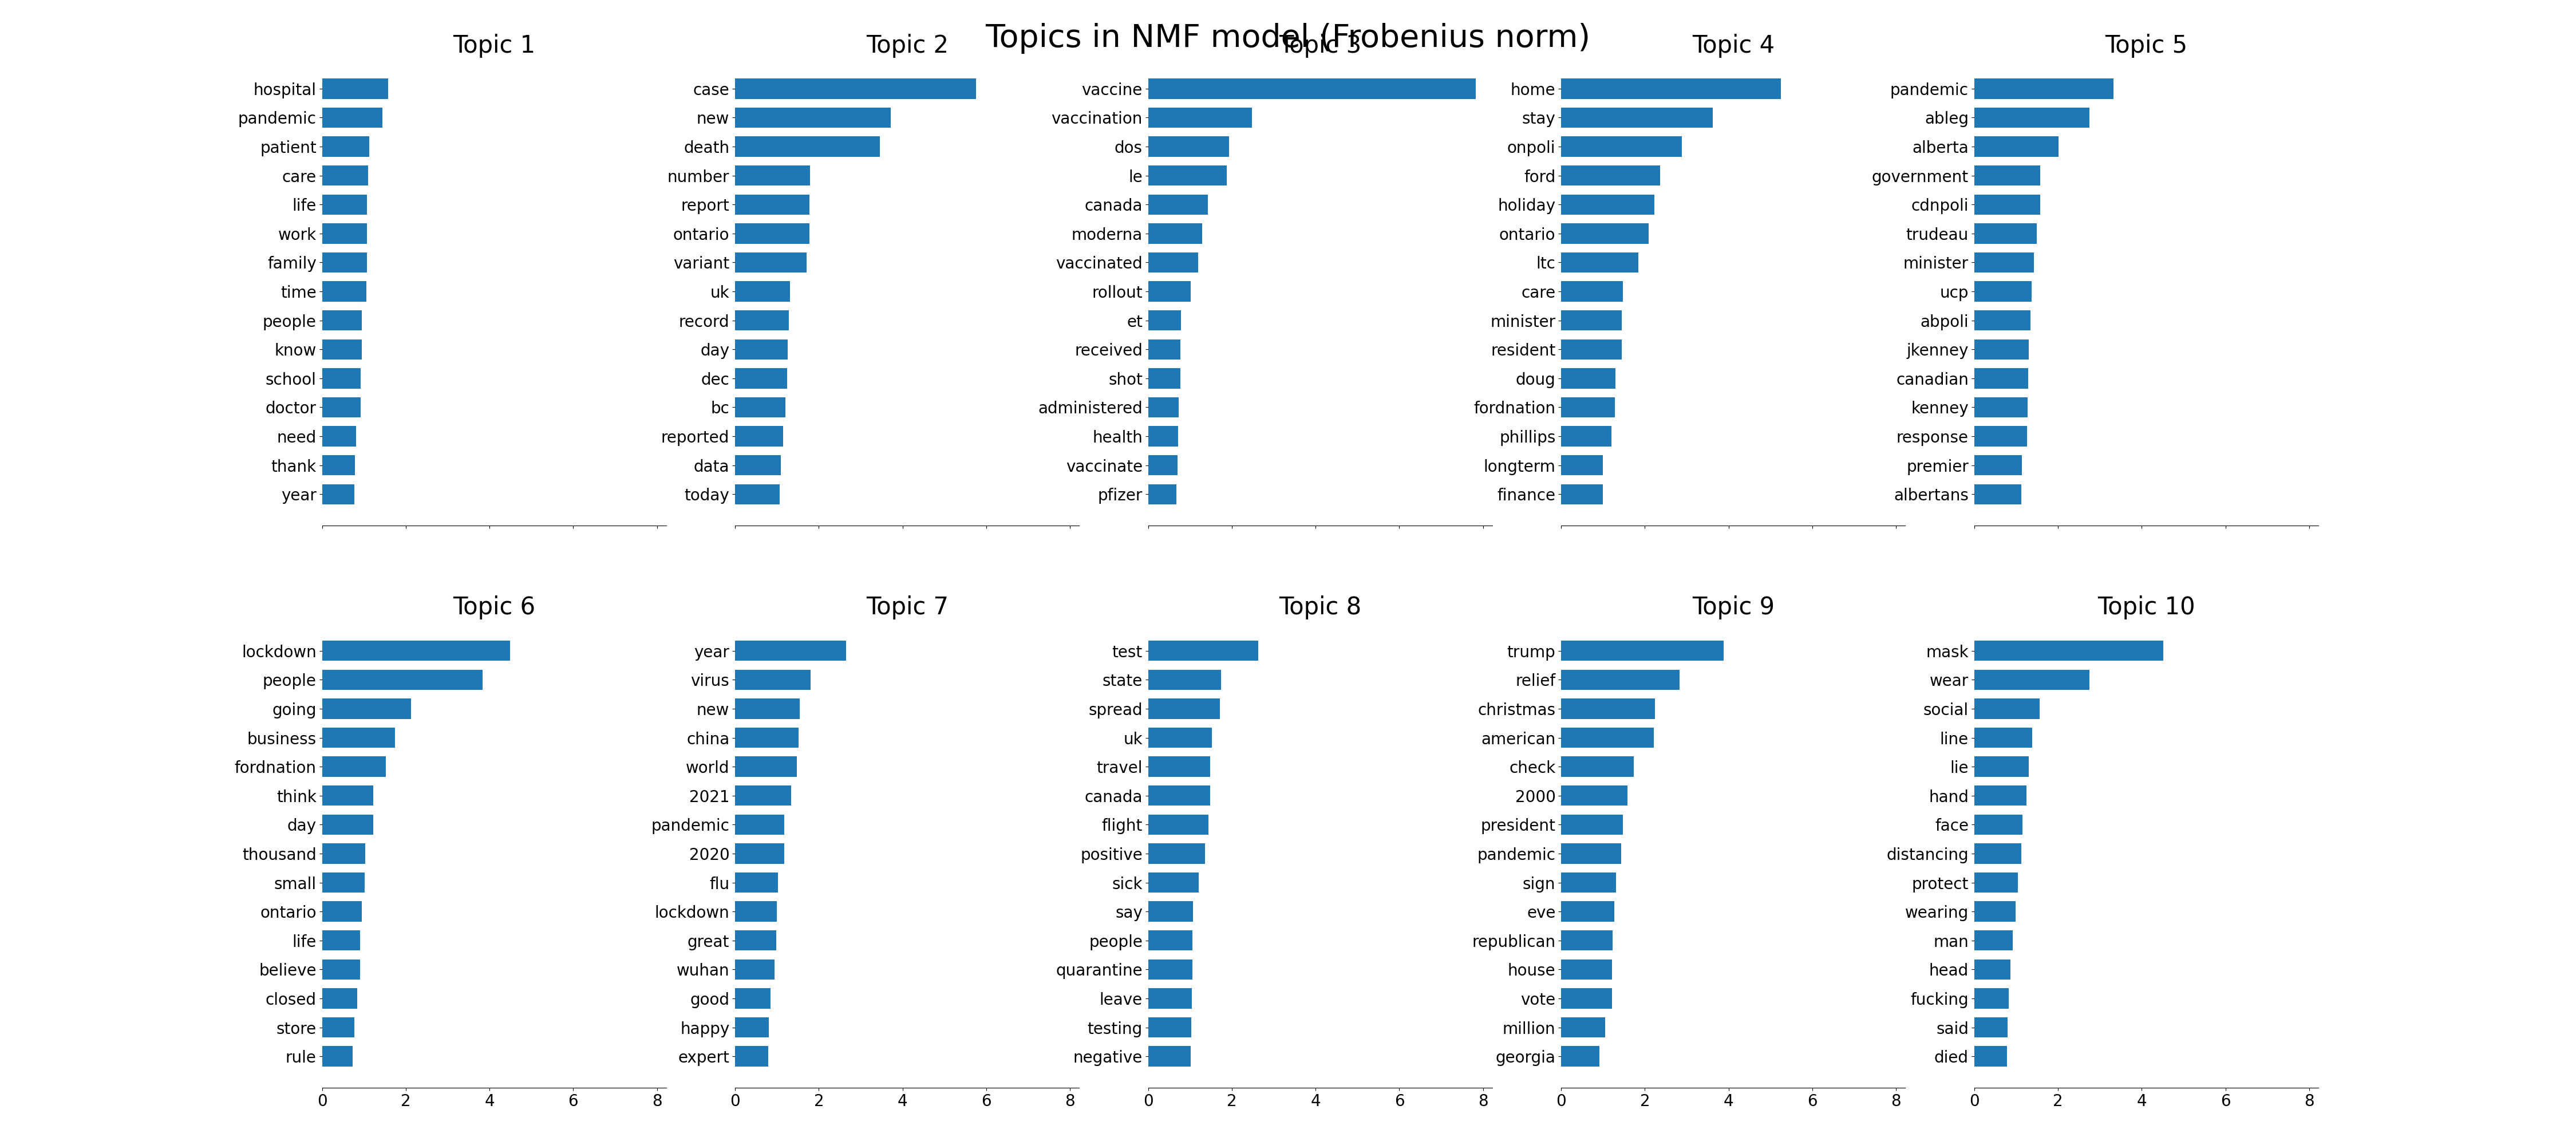 Topics in NMF model (Frobenius norm)
Topic 1
hospital
pandemic
patient
care
life
work
family
time
people
know
school
doctor
need
thank
year
Topic 2
case
new
death
number
report
ontario
variant
uk
record
day
dec
bc
reported
data
today
Topic 3
vaccine
vaccination
dos
le
canada
moderna
vaccinated
rollout
et
received
shot
administered
health
vaccinate
pfizer
Topic 4
home
stay
onpoli
ford
holiday
ontario
ltc
care
minister
resident
doug
fordnation
phillips
longterm
finance
Topic 5
pandemic
ableg
alberta
government
cdnpoli
trudeau
minister
ucp
abpoli
jkenney
canadian
kenney
response
premier
albertans
Topic 6
lockdown
people
going
business
fordnation
think
day
thousand
small
ontario
life
believe
closed
store
rule
0 2 4 6 8
Topic 7
year
virus
new
china
world
2021
pandemic
2020
flu
lockdown
great
wuhan
good
happy
expert
0 2 4 6 8
Topic 8
test
state
spread
uk
travel
canada
flight
positive
sick
say
people
quarantine
leave
testing
negative
0 2 4 6 8
Topic 9
trump
relief
christmas
american
check
2000
president
pandemic
sign
eve
republican
house
vote
million
georgia
0 2 4 6 8
Topic 10
mask
wear
social
line
lie
hand
face
distancing
protect
wearing
man
head
fucking
said
died
0 2 4 6 8